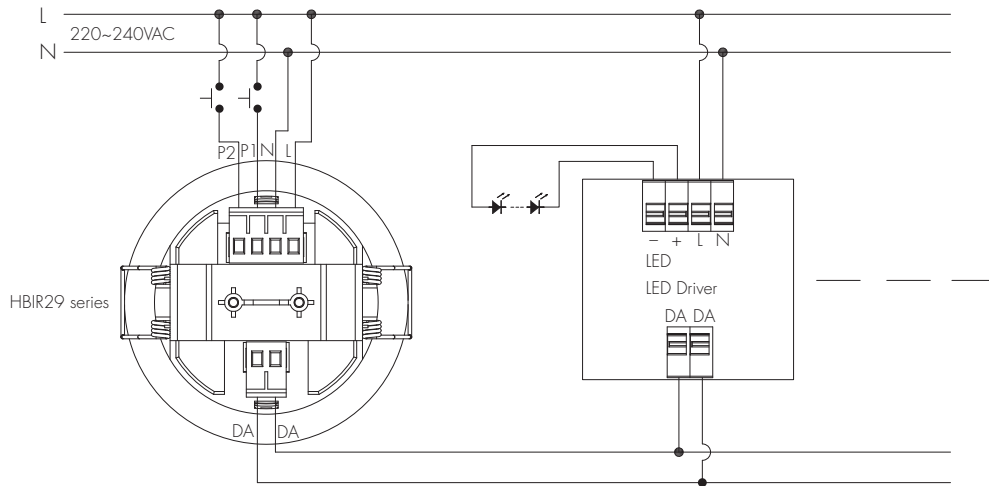 L
220~240VAC
N
P2 P1 N L
HBIR29 series
– + L N
LED
LED Driver
DA DA
DA DA